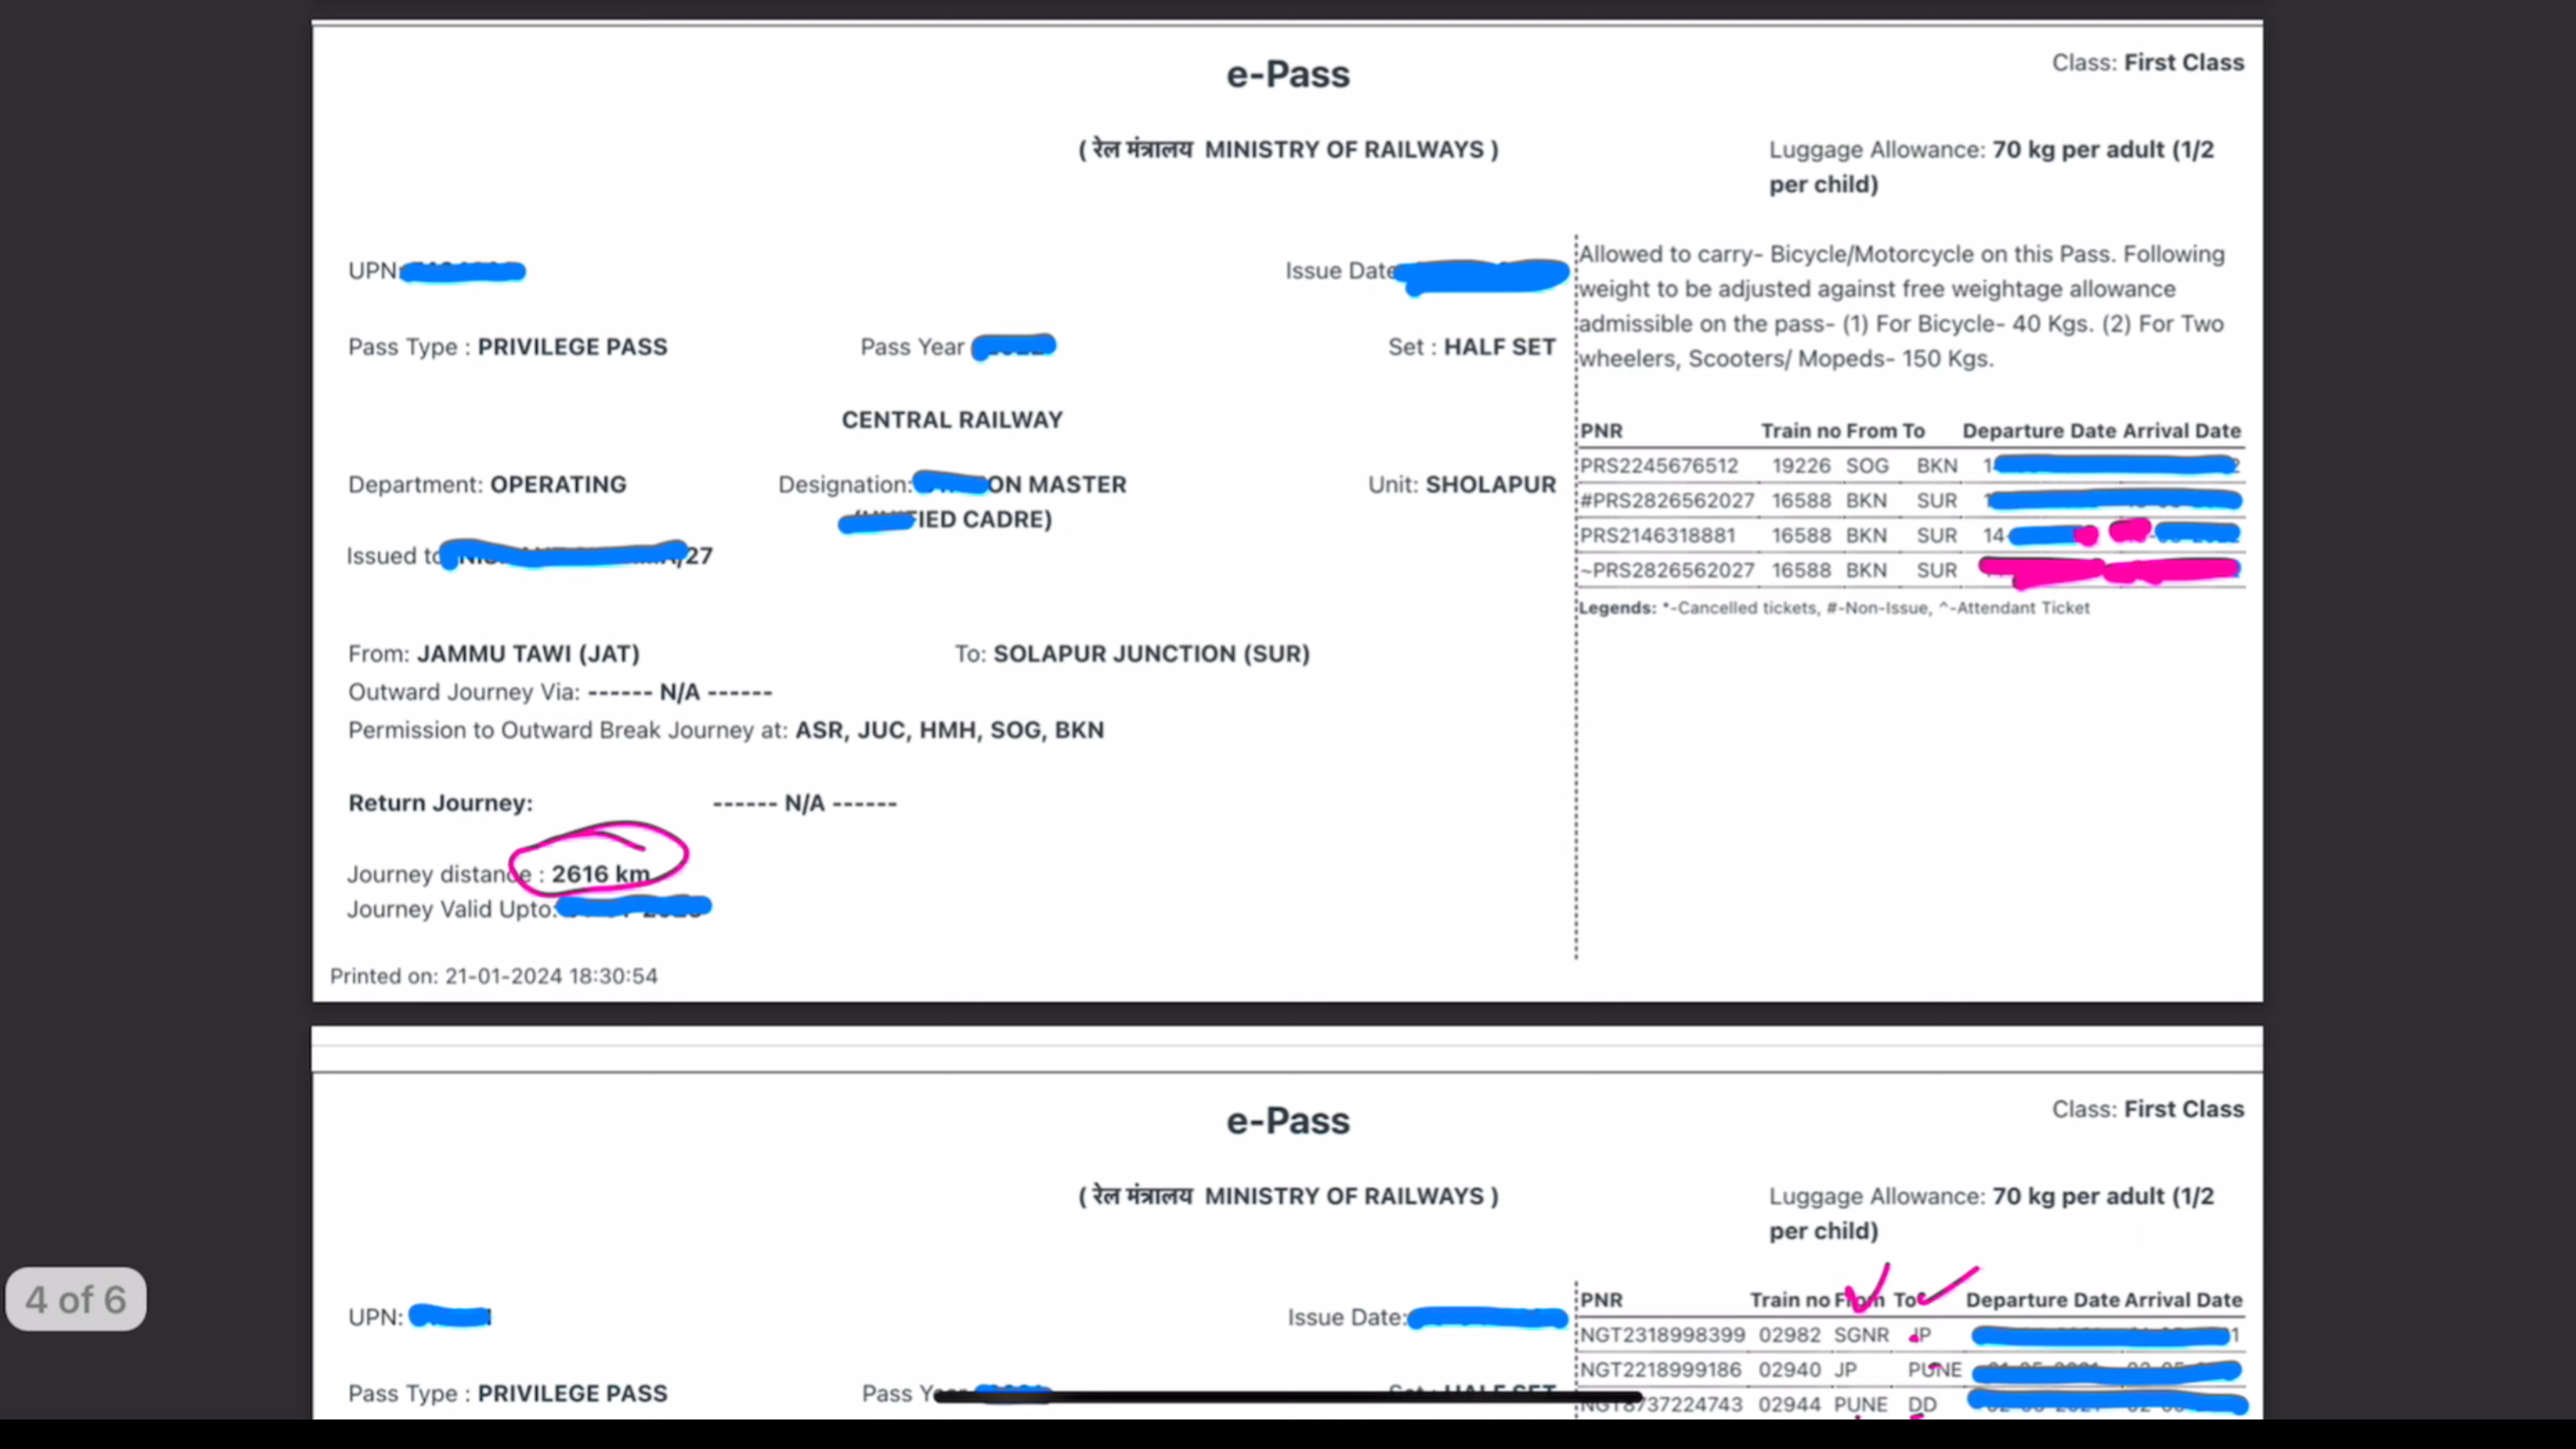 e-Pass
Class: First Class
( रेल मंत्रालय MINISTRY OF RAILWAYS )
Luggage Allowance: 70 kg per adult (1/2
per child)
UPN:
Issue Date
Allowed to carry- Bicycle/Motorcycle on this Pass. Following
weight to be adjusted against free weightage allowance
admissible on the pass- (1) For Bicycle- 40 Kgs. (2) For Two
wheelers, Scooters/ Mopeds- 150 Kgs.
Pass Type : PRIVILEGE PASS
Pass Year
Set : HALF SET
CENTRAL RAILWAY
Department: OPERATING
Designation: ON MASTER
IED CADRE)
Unit: SHOLAPUR
Issued to /27
PNR Train no From To Departure Date Arrival Date
PRS2245676512 19226 SOG BKN
#PRS2826562027 16588 BKN SUR
PRS2146318881 16588 BKN SUR 14-
~PRS2826562027 16588 BKN SUR
Legends: *-Cancelled tickets, #-Non-Issue, ^-Attendant Ticket
From: JAMMU TAWI (JAT)
To: SOLAPUR JUNCTION (SUR)
Outward Journey Via: ------ N/A ------
Permission to Outward Break Journey at: ASR, JUC, HMH, SOG, BKN
Return Journey: ------ N/A ------
Journey distance : 2616 km
Journey Valid Upto:
Printed on: 21-01-2024 18:30:54
e-Pass
Class: First Class
( रेल मंत्रालय MINISTRY OF RAILWAYS )
Luggage Allowance: 70 kg per adult (1/2
per child)
4 of 6
UPN:
Issue Date:
PNR Train no From To Departure Date Arrival Date
NGT2318998399 02982 SGNR JP
NGT2218999186 02940 JP PUNE
NGT8737224743 02944 PUNE DD
Pass Type : PRIVILEGE PASS
Set : HALF SET